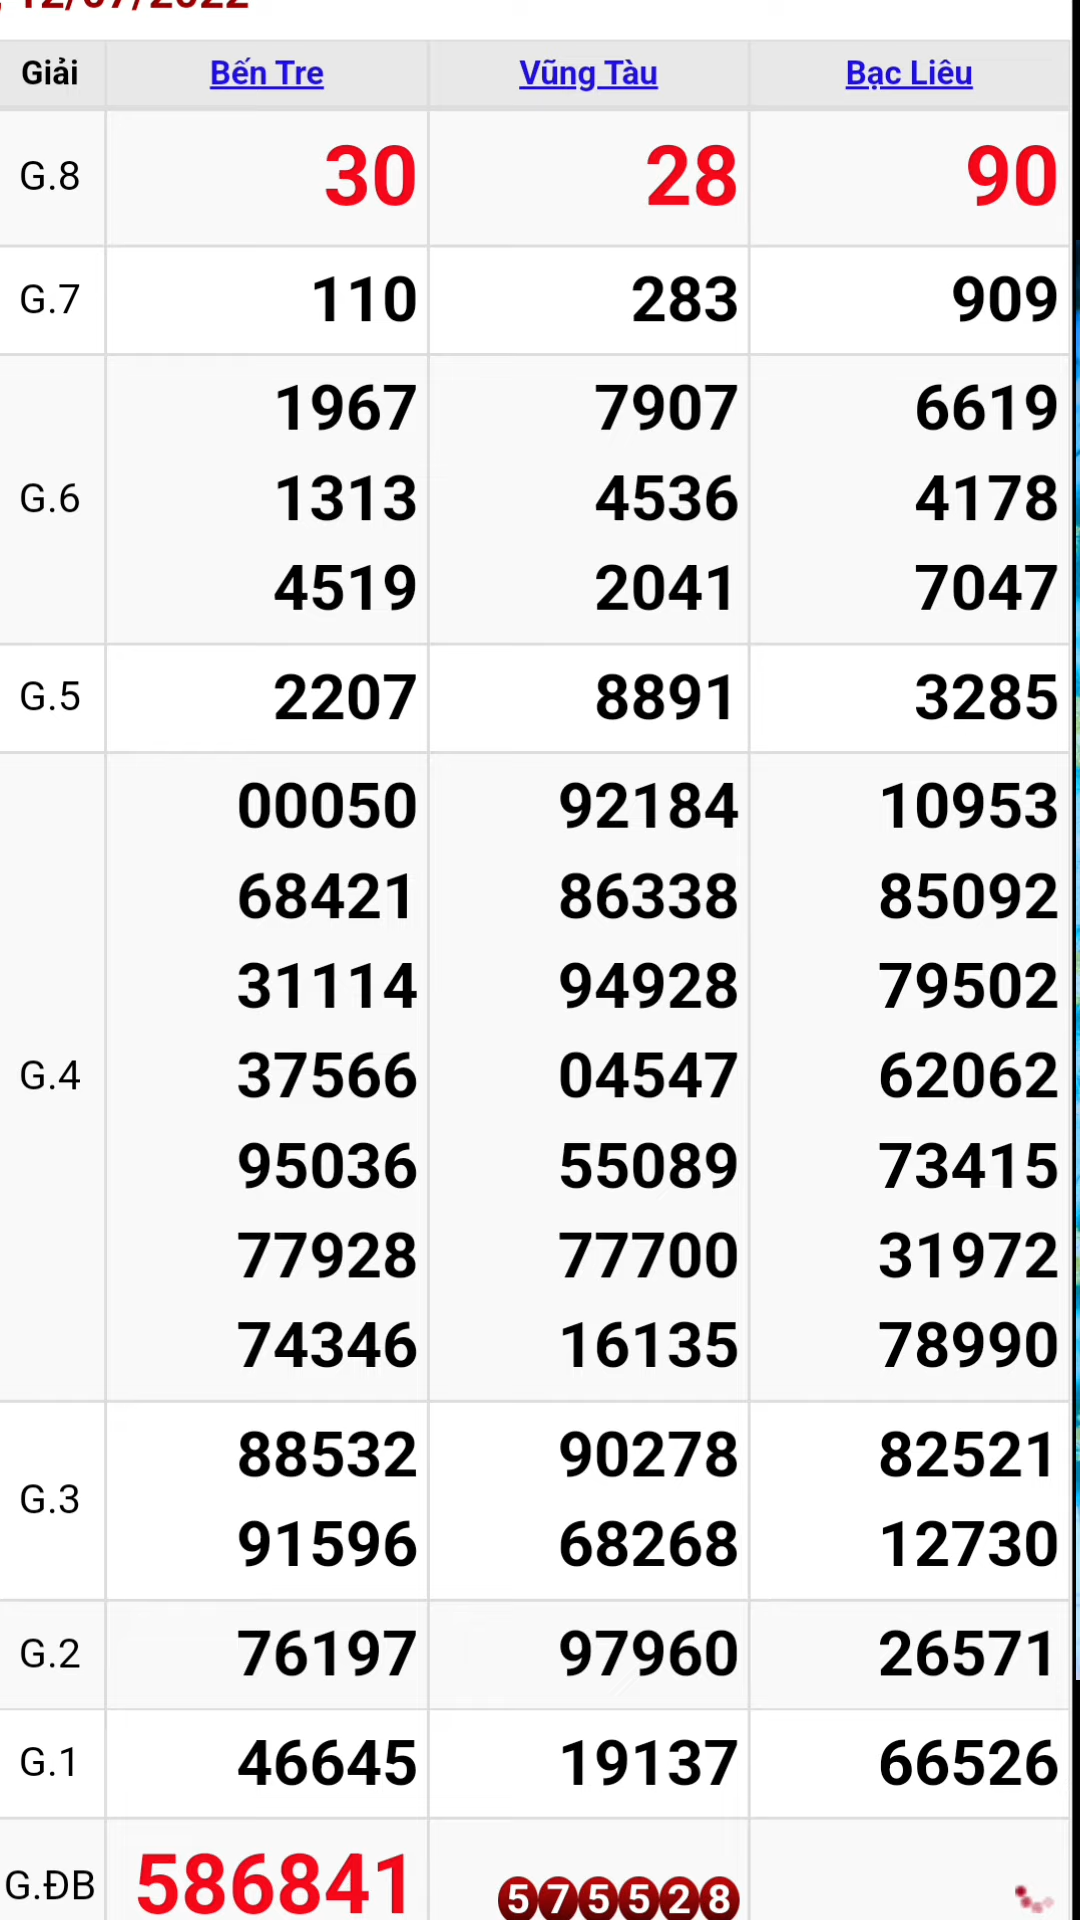 , 12/07/2022
Giải Bến Tre Vũng Tàu Bạc Liêu
G.8 30 28 90
G.7 110 283 909
1967 7907 6619
G.6 1313 4536 4178
4519 2041 7047
G.5 2207 8891 3285
00050 92184 10953
68421 86338 85092
31114 94928 79502
G.4 37566 04547 62062
95036 55089 73415
77928 77700 31972
74346 16135 78990
88532 90278 82521
G.3
91596 68268 12730
G.2 76197 97960 26571
G.1 46645 19137 66526
G.ĐB 586841 575528